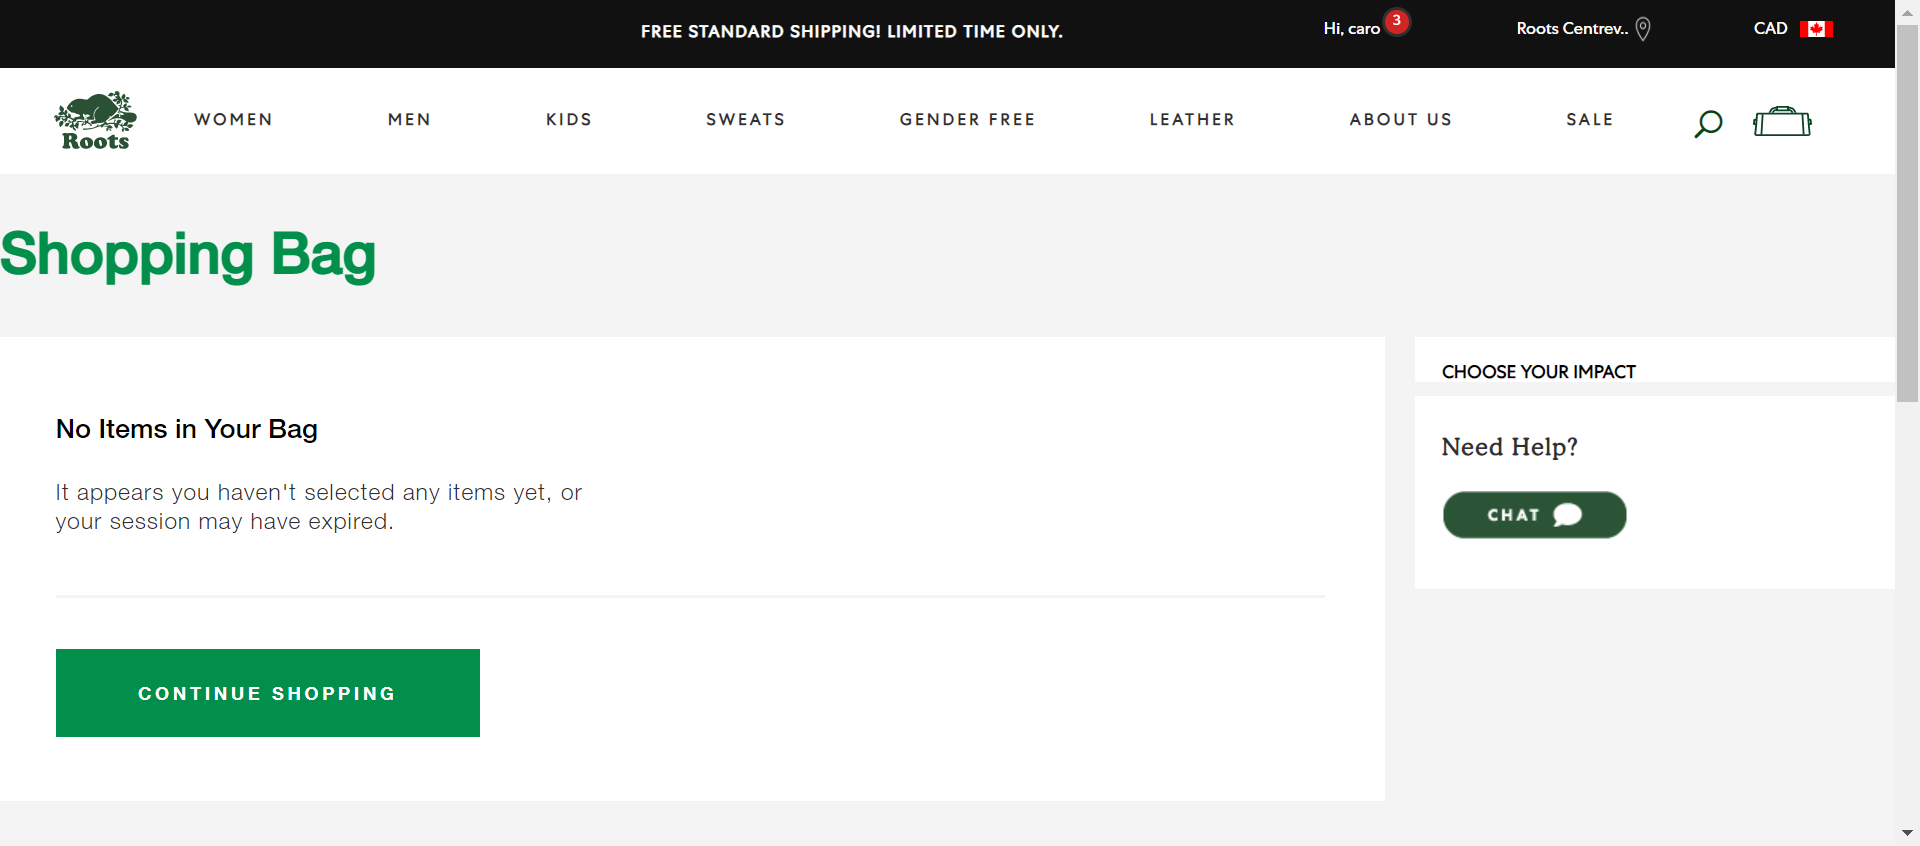 FREE STANDARD SHIPPING! LIMITED TIME ONLY.
Hi, caro 3
Roots Centrev..
CAD
Roots
WOMEN
MEN
KIDS
SWEATS
GENDER FREE
LEATHER
ABOUT US
SALE
Shopping Bag
No Items in Your Bag
It appears you haven't selected any items yet, or
your session may have expired.
CONTINUE SHOPPING
CHOOSE YOUR IMPACT
Need Help?
CHAT